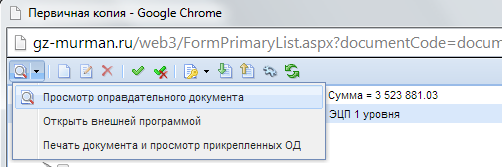 Первичная копия - Google Chrome
gz-murman.ru/web3/FormPrimaryList.aspx?documentCode=docum
Просмотр оправдательного документа
Сумма = 3 523 881.03
Открыть внешней программой
ЭЦП 1 уровня
Печать документа и просмотр прикрепленных ОД